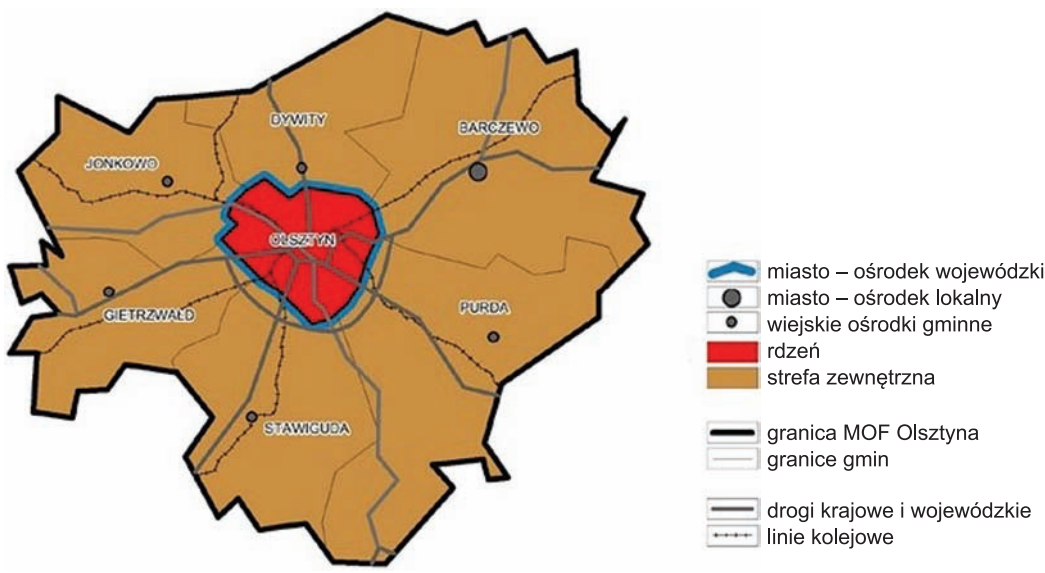 DYWITY
BARCZEWO
JONKOWO
OLSZTYN
GIETRZWAŁD
PURDA
STAWIGUDA
miasto – ośrodek wojewódzki
miasto – ośrodek lokalny
wiejskie ośrodki gminne
rdzeń
strefa zewnętrzna
granica MOF Olsztyna
granice gmin
drogi krajowe i wojewódzkie
linie kolejowe